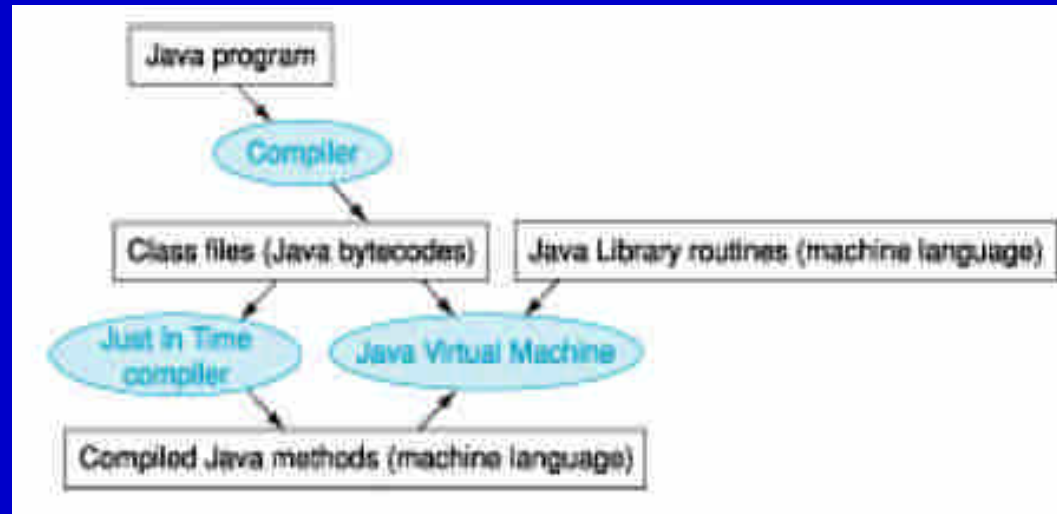 Java program
Compiler
Class files (Java bytecodes)
Java Library routines (machine language)
Just In Time
compiler
Java Virtual Machine
Compiled Java methods (machine language)